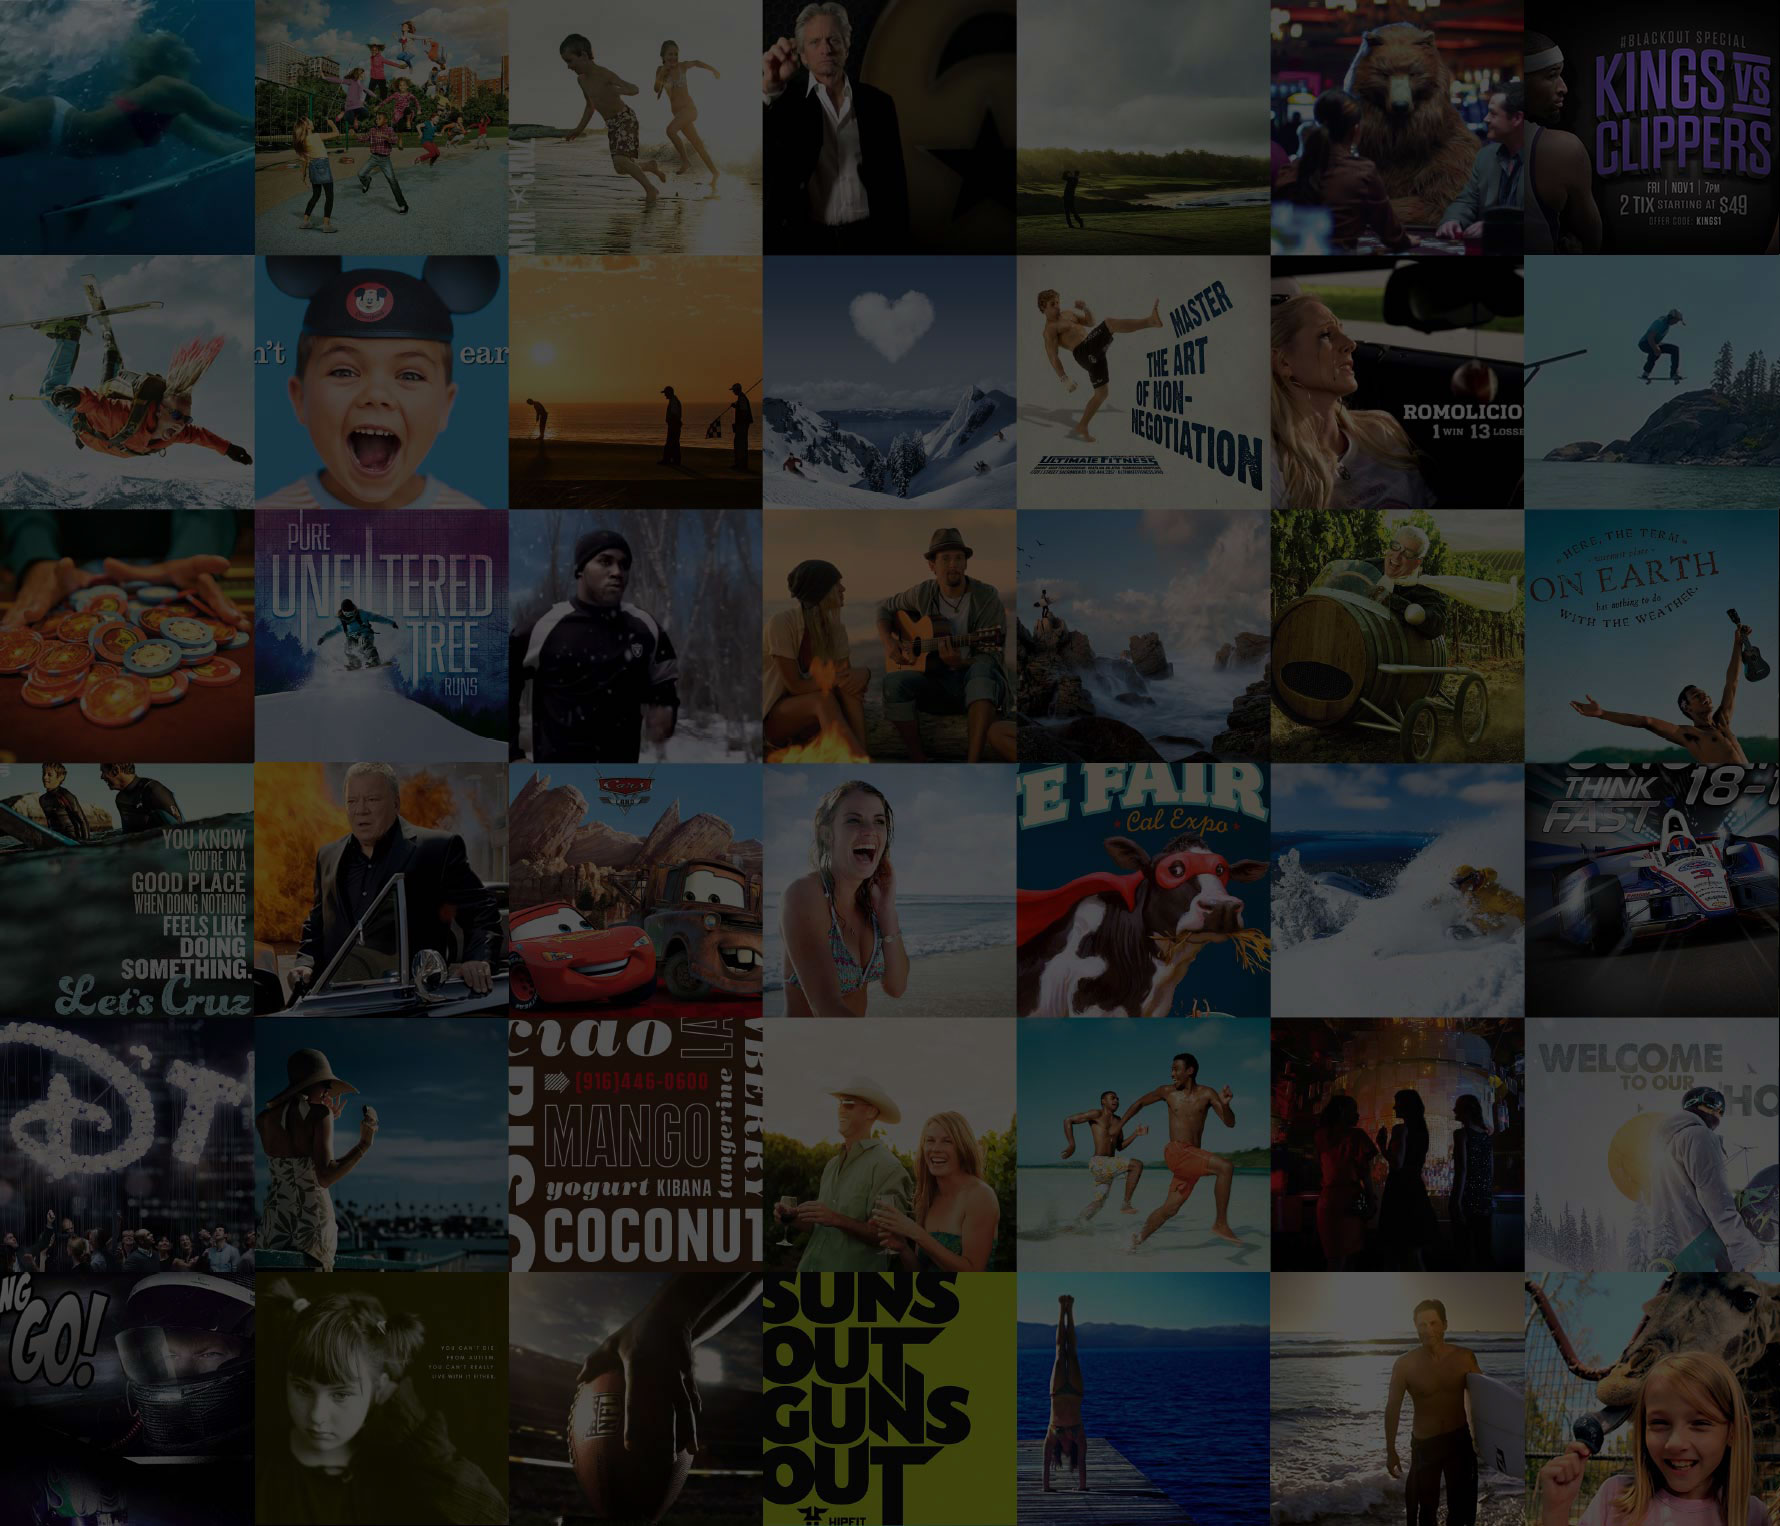 #BLACKOUT SPECIAL
KINGS VS
CLIPPERS
FRI | NOV 1 | 7PM
2 TIX STARTING AT $49
OFFER CODE: KINGS1
n't
ear
MASTER
THE ART
OF NON-
NEGOTIATION
ULTIMATE FITNESS
ROMOLICIO
1 WIN 13 LOSSE
PURE
UNFILTERED
TREE
RUNS
HERE, THE TERM
ON EARTH
has nothing to do
WITH THE WEATHER.
YOU KNOW
YOU'RE IN A
GOOD PLACE
WHEN DOING NOTHING
FEELS LIKE
DOING
SOMETHING.
Let's Cruz
Cars
LAND
E FAIR
Cal Expo
THINK
FAST
18-1
3
ciao
LA
(916)446-0600
MANGO
tangerine
yogurt KIBANA
COCONUT
WELCOME
TO OUR
HO
NG
GO!
YOU CAN'T DIE
FROM AUTISM.
YOU CAN'T REALLY
LIVE WITH IT EITHER.
SUNS
OUT
GUNS
OUT
HIPFIT